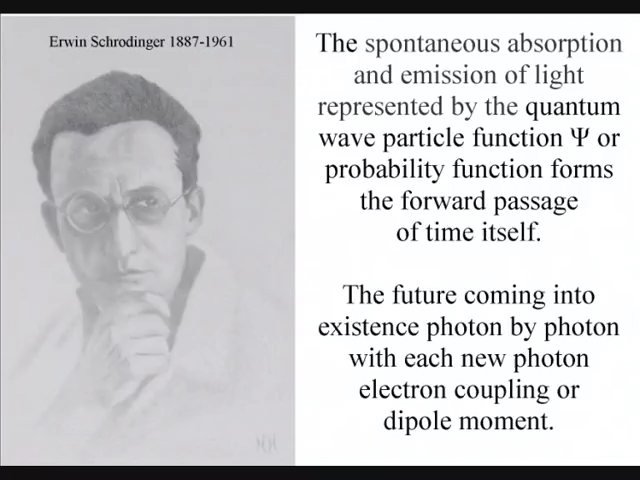 Erwin Schrodinger 1887-1961
The spontaneous absorption
and emission of light
represented by the quantum
wave particle function Ψ or
probability function forms
the forward passage
of time itself.
The future coming into
existence photon by photon
with each new photon
electron coupling or
dipole moment.